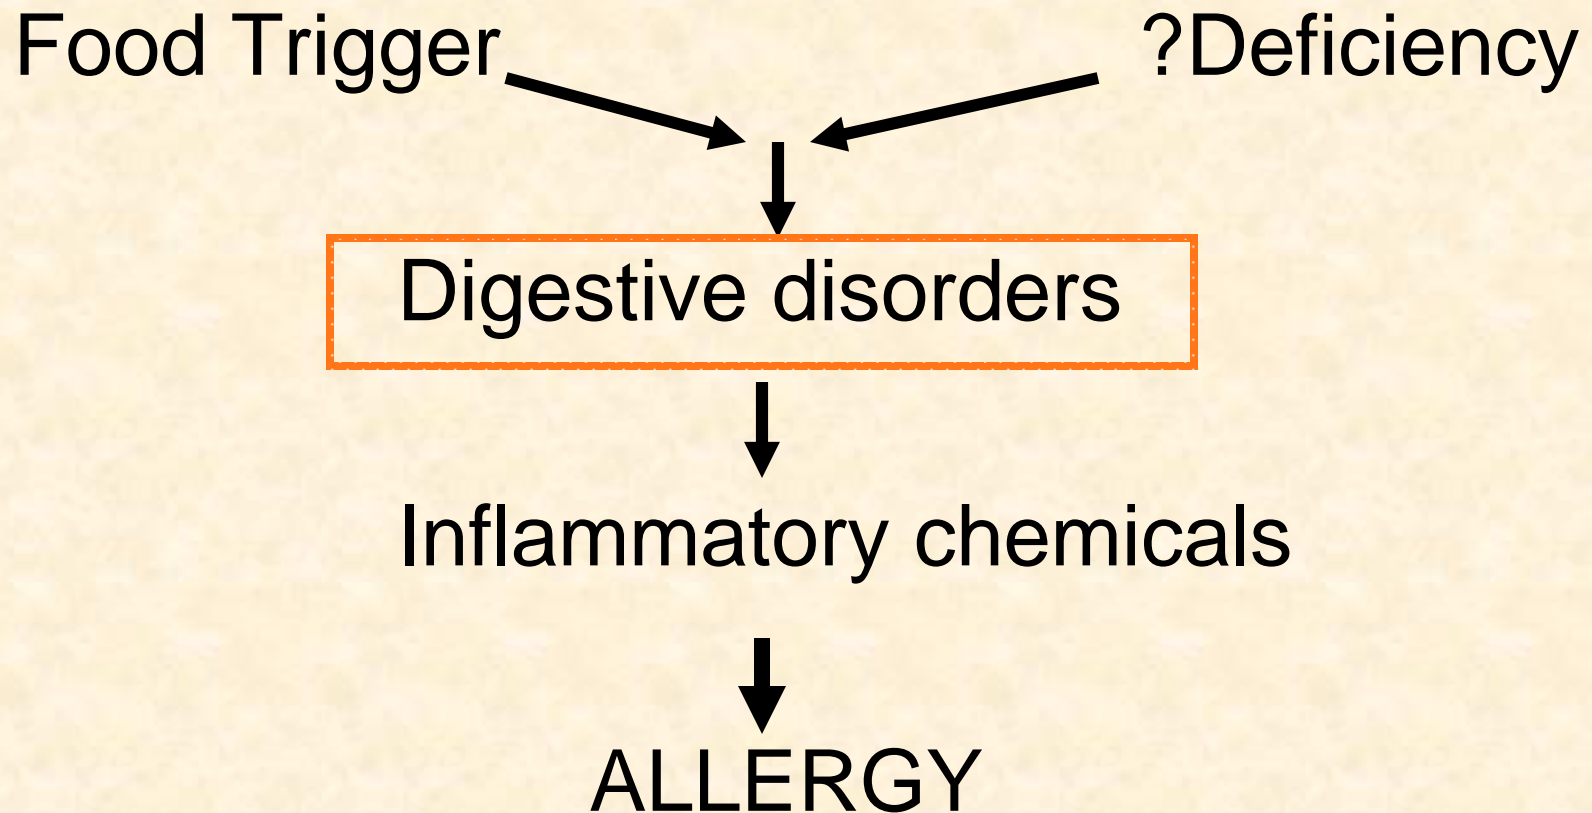 Food Trigger
?Deficiency
Digestive disorders
Inflammatory chemicals
ALLERGY